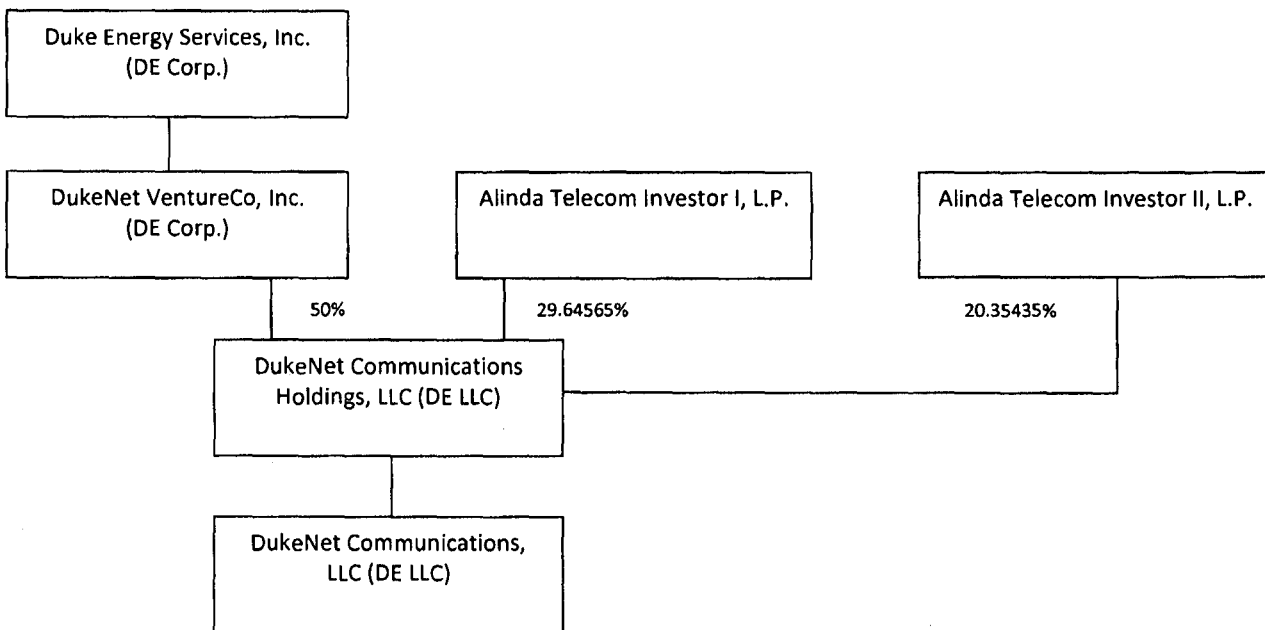 Duke Energy Services, Inc.
(DE Corp.)
DukeNet VentureCo, Inc.
(DE Corp.)
Alinda Telecom Investor I, L.P.
Alinda Telecom Investor II, L.P.
50%
29.64565%
20.35435%
DukeNet Communications
Holdings, LLC (DE LLC)
DukeNet Communications,
LLC (DE LLC)